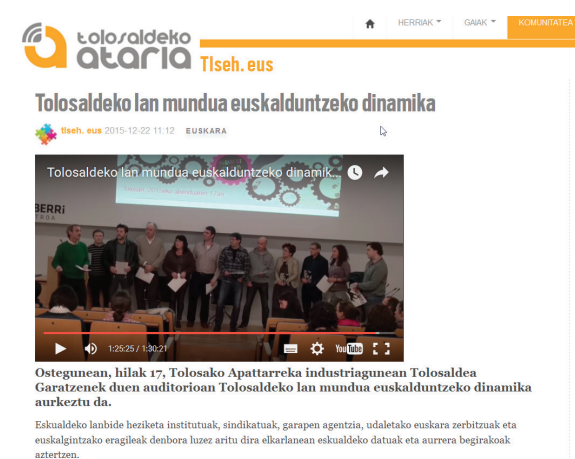 HERRIAK
GAIAK
KOMUNITATEA
tolosaldeko
ataria
Tlseh.eus
Tolosaldeko lan mundua euskalduntzeko dinamika
tlseh. eus 2015-12-22 11:12 EUSKARA
Tolosaldeko lan mundua euskalduntzeko dinamik...
BERRI
1:25:25 / 1:30:21
YouTube
Ostegunean, hilak 17, Tolosako Apattarreka industriagunean Tolosaldea
Garatzenek duen auditorioan Tolosaldeko lan mundua euskalduntzeko dinamika
aurkeztu da.
Eskualdeko lanbide heziketa institutuak, sindikatuak, garapen agentzia, udaletako euskara zerbitzuak eta
euskalgintzako eragileak denbora luzez aritu dira elkarlanean eskualdeko datuak eta aurrera begirakoak
aztertzen.